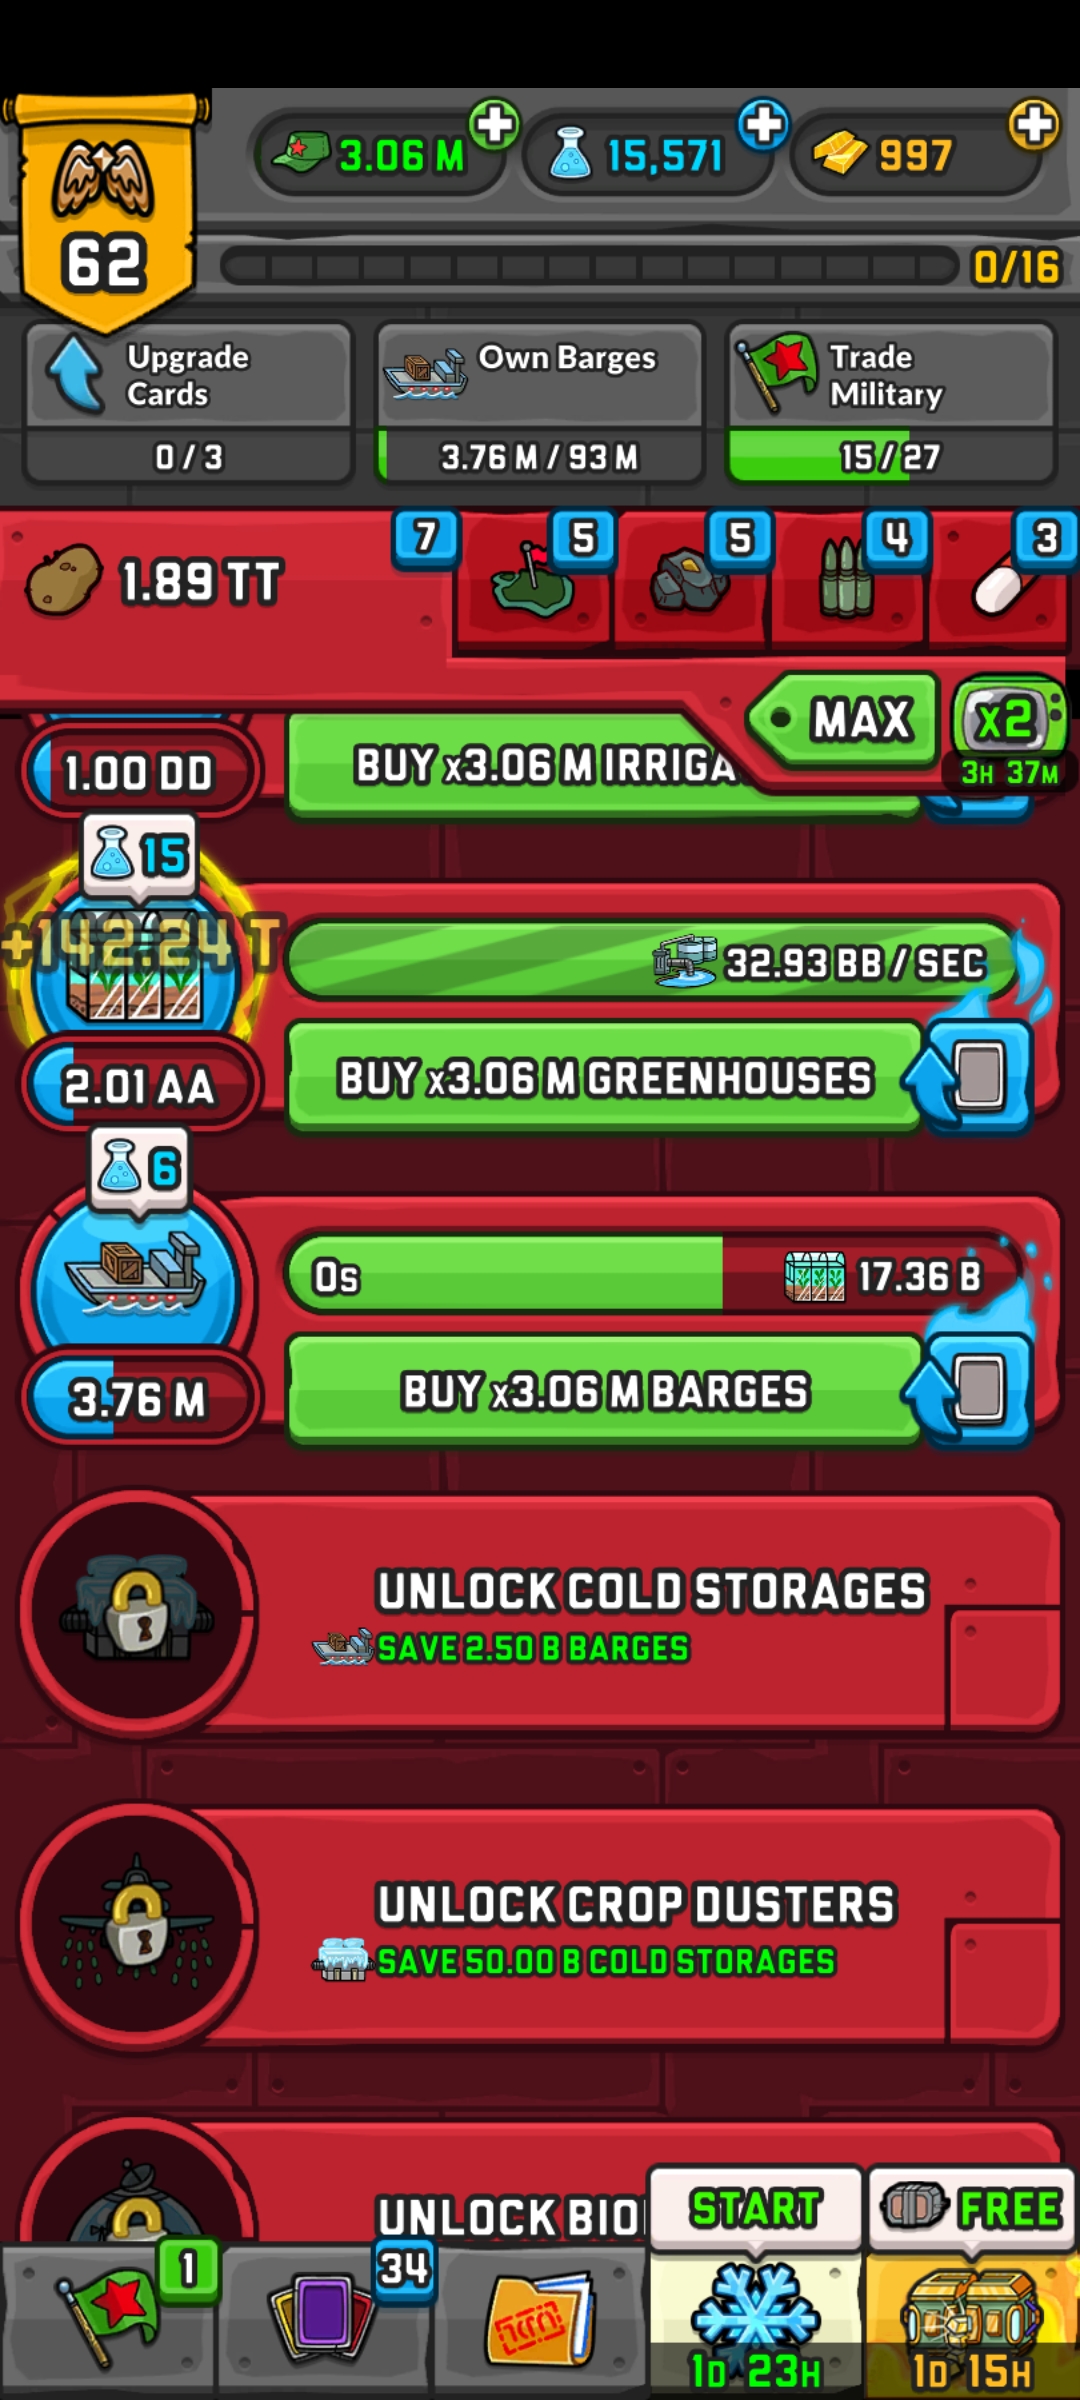 3.06 M
15,571
997
62
0/16
Upgrade
Cards
0 / 3
Own Barges
3.76 M / 93 M
Trade
Military
15 / 27
1.89 TT
7
5
5
4
3
MAX
x2
3H 37M
1.00 DD
BUY x3.06 M IRRIGA
15
+142.24 T
32.93 BB / SEC
2.01 AA
BUY x3.06 M GREENHOUSES
6
0s
17.36 B
3.76 M
BUY x3.06 M BARGES
UNLOCK COLD STORAGES
SAVE 2.50 B BARGES
UNLOCK CROP DUSTERS
SAVE 50.00 B COLD STORAGES
UNLOCK BIO
START
FREE
1
34
1D 23H
1D 15H